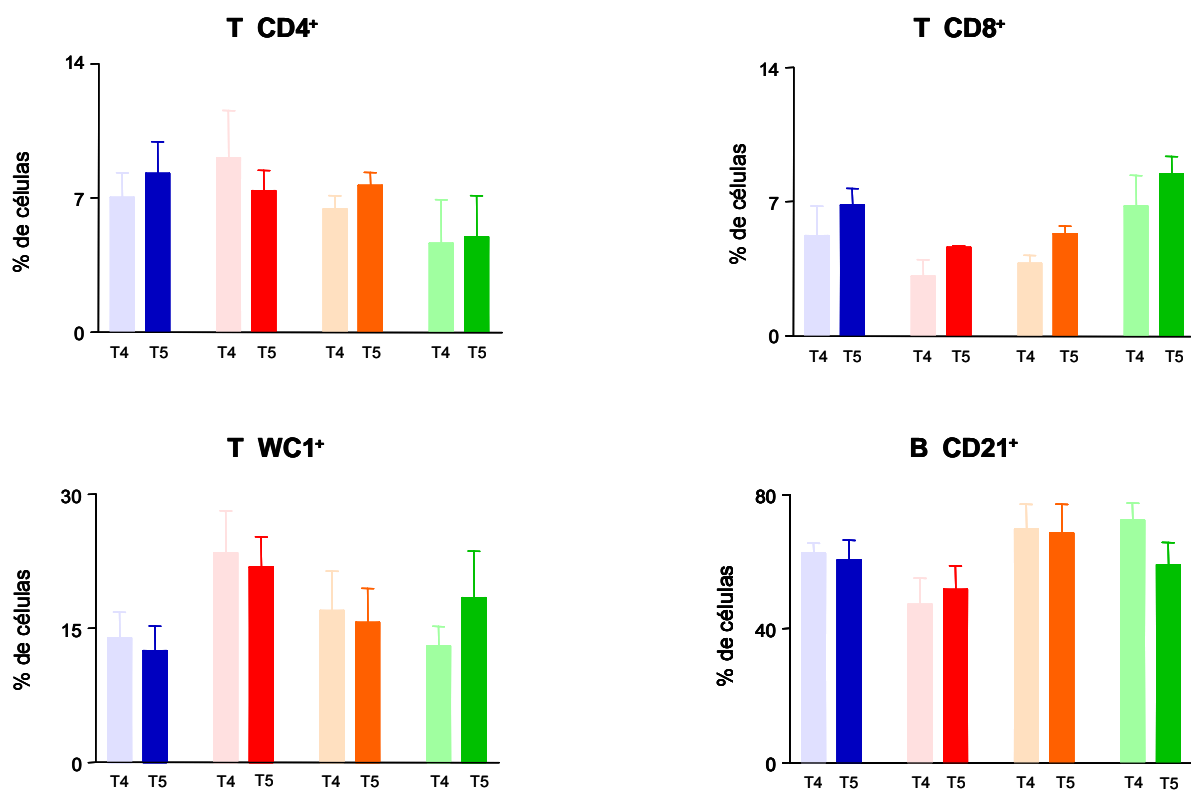 T CD4+
14
7
0
% de células
T4 T5 T4 T5 T4 T5 T4 T5
T CD8+
14
7
0
% de células
T4 T5 T4 T5 T4 T5 T4 T5
T WC1+
30
15
0
% de células
T4 T5 T4 T5 T4 T5 T4 T5
B CD21+
80
40
0
% de células
T4 T5 T4 T5 T4 T5 T4 T5